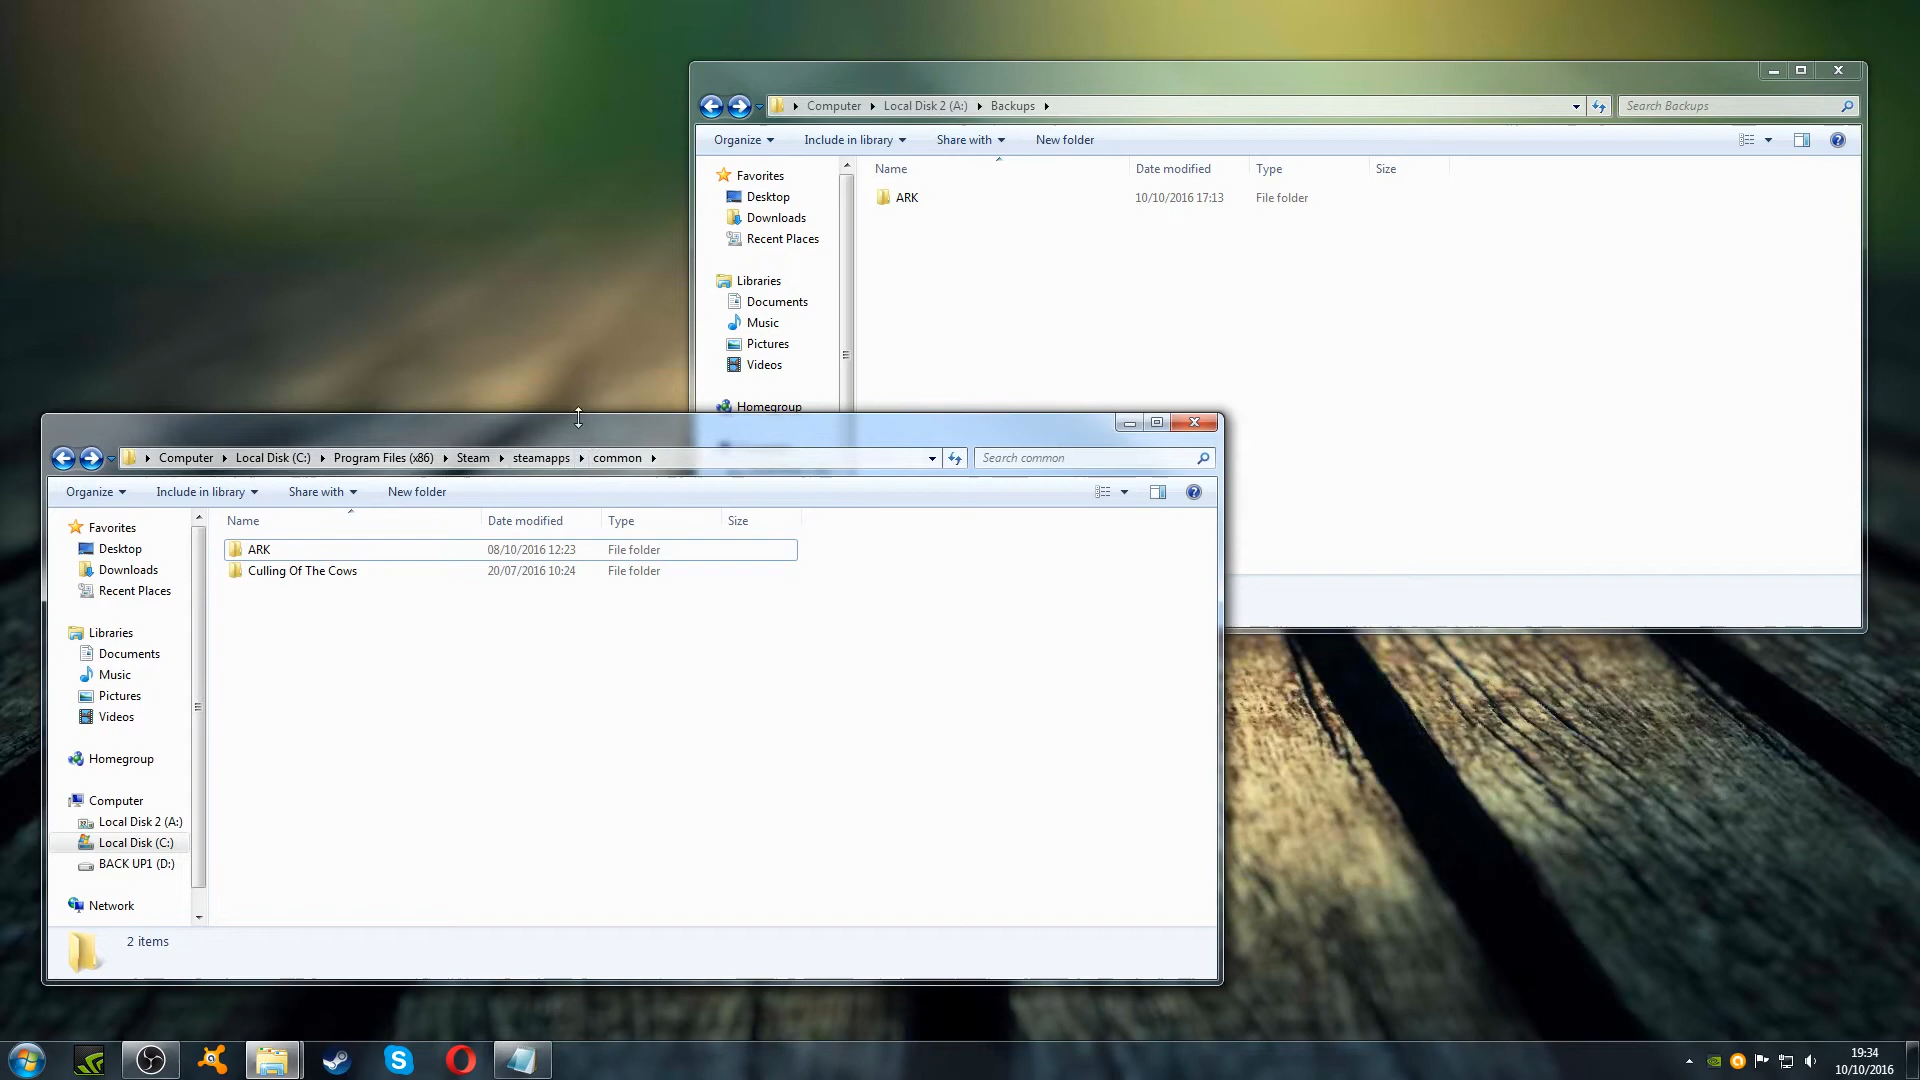 Computer Local Disk 2 (A:) Backups
Search Backups
Organize Include in library Share with New folder
Name Date modified Type Size
ARK 10/10/2016 17:13 File folder
Favorites
Desktop
Downloads
Recent Places
Libraries
Documents
Music
Pictures
Videos
Homegroup
Computer Local Disk (C:) Program Files (x86) Steam steamapps common
Search common
Organize Include in library Share with New folder
Name Date modified Type Size
ARK 08/10/2016 12:23 File folder
Culling Of The Cows 20/07/2016 10:24 File folder
Favorites
Desktop
Downloads
Recent Places
Libraries
Documents
Music
Pictures
Videos
Homegroup
Computer
Local Disk 2 (A:)
Local Disk (C:)
BACK UP1 (D:)
Network
2 items
19:34
10/10/2016